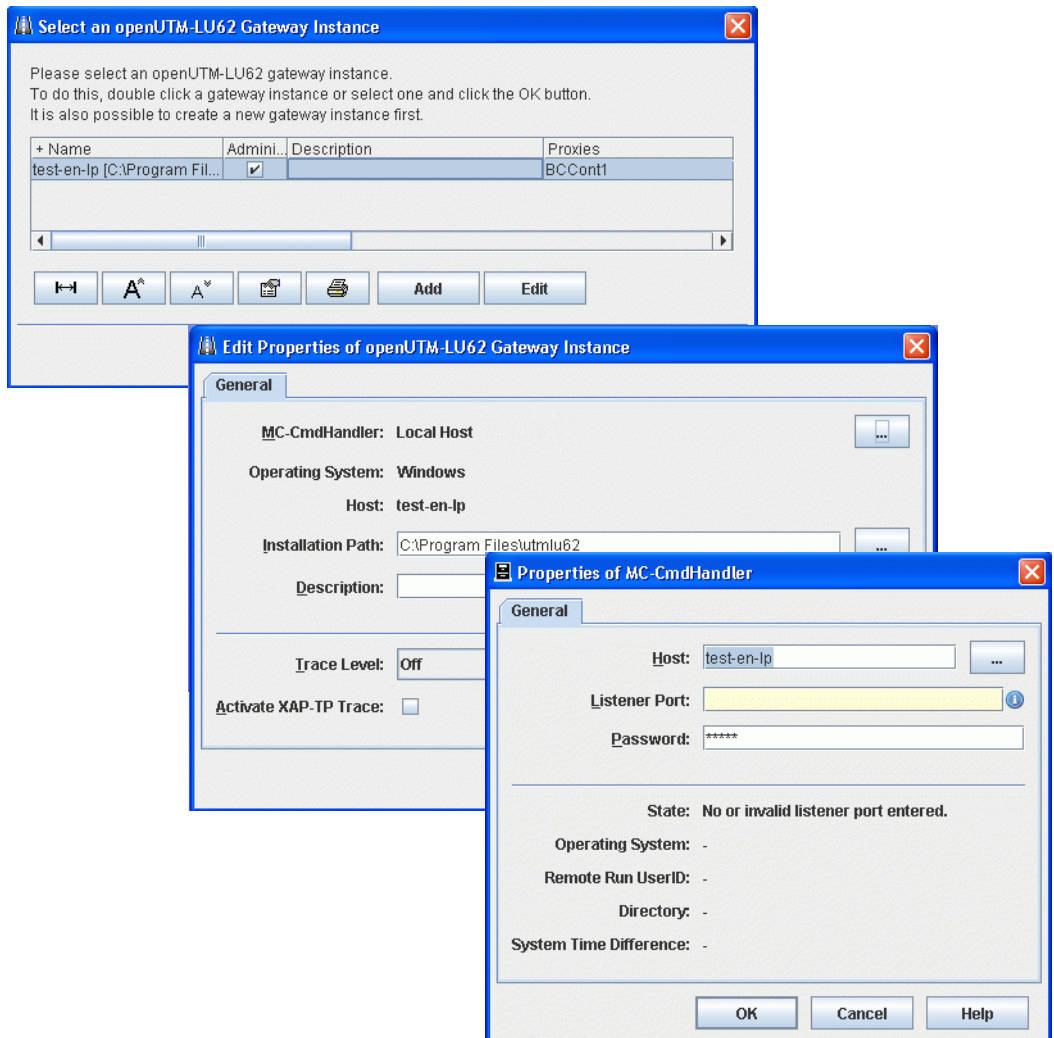 Select an openUTM-LU62 Gateway Instance
Please select an openUTM-LU62 gateway instance.
To do this, double click a gateway instance or select one and click the OK button.
It is also possible to create a new gateway instance first.
+ Name Admini... Description Proxies
test-en-lp [C:\Program Fil... BCCont1
A A Add Edit
Edit Properties of openUTM-LU62 Gateway Instance
General
MC-CmdHandler: Local Host ...
Operating System: Windows
Host: test-en-lp
Installation Path: C:\Program Files\utmlu62 ...
Description:
Trace Level: Off
Activate XAP-TP Trace:
Properties of MC-CmdHandler
General
Host: test-en-lp ...
Listener Port:
Password: *****
State: No or invalid listener port entered.
Operating System: -
Remote Run UserID: -
Directory: -
System Time Difference: -
OK Cancel Help